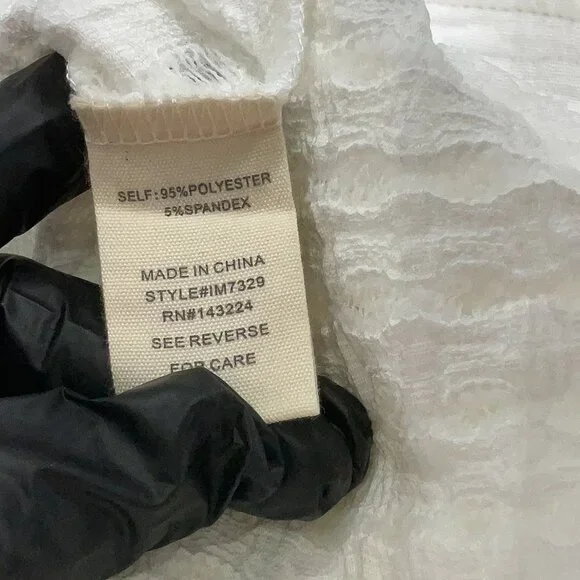 SELF:95%POLYESTER
5%SPANDEX
MADE IN CHINA
STYLE#IM7329
RN#143224
SEE REVERSE
FOR CARE